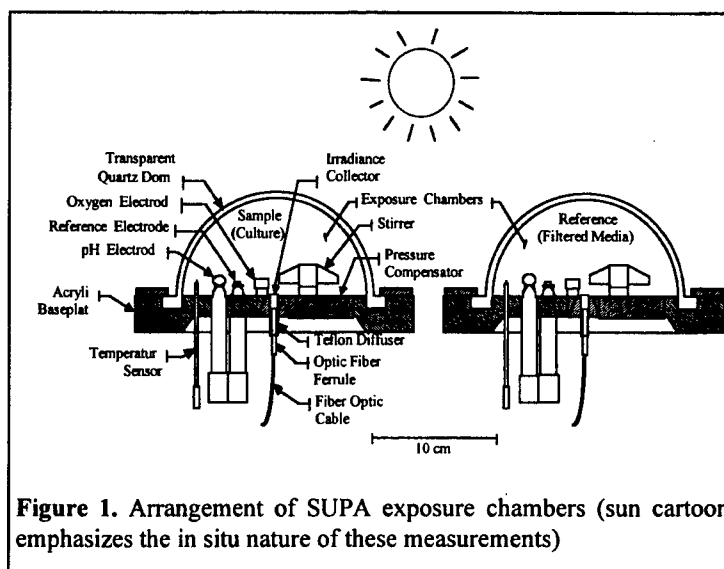 Transparent
Quartz Dom
Oxygen Electrod
Reference Electrode
pH Electrod
Acryli
Baseplat
Temperatur
Sensor
Sample
(Culture)
Irradiance
Collector
Exposure Chambers
Stirrer
Pressure
Compensator
Teflon Diffuser
Optic Fiber
Ferrule
Fiber Optic
Cable
Reference
(Filtered Media)
10 cm
Figure 1. Arrangement of SUPA exposure chambers (sun cartoon
emphasizes the in situ nature of these measurements)